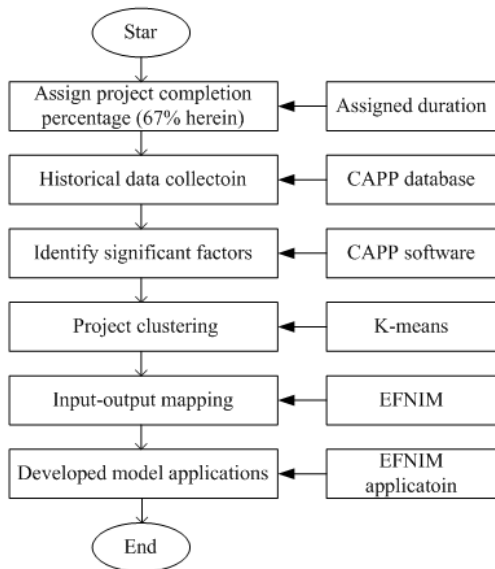 Star
Assign project completion
percentage (67% herein)
Assigned duration
Historical data collectoin
CAPP database
Identify significant factors
CAPP software
Project clustering
K-means
Input-output mapping
EFNIM
Developed model applications
EFNIM
applicatoin
End